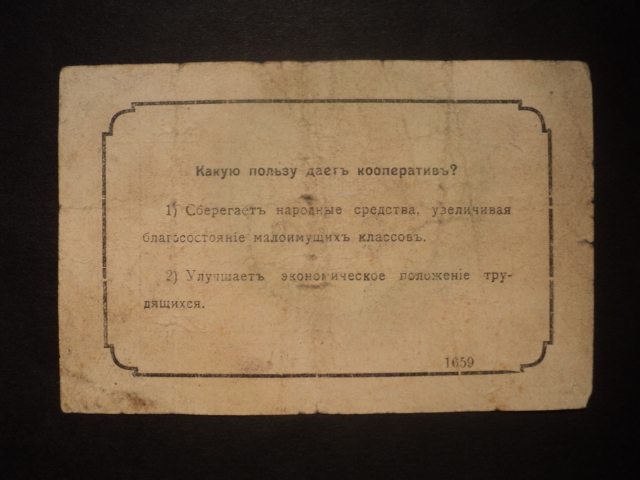 Какую пользу даетъ кооперативъ?
1) Сберегаетъ народные средства, увеличивая
благосостояніе малоимущихъ классовъ.
2) Улучшаетъ экономическое положеніе тру-
дящихся.
1659